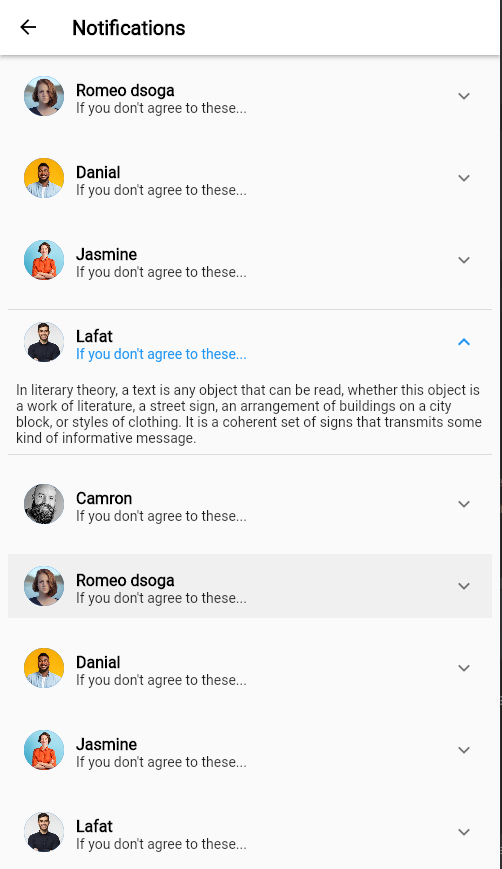 Notifications
Romeo dsoga
If you don't agree to these...
Danial
If you don't agree to these...
Jasmine
If you don't agree to these...
Lafat
If you don't agree to these...
In literary theory, a text is any object that can be read, whether this object is
a work of literature, a street sign, an arrangement of buildings on a city
block, or styles of clothing. It is a coherent set of signs that transmits some
kind of informative message.
Camron
If you don't agree to these...
Romeo dsoga
If you don't agree to these...
Danial
If you don't agree to these...
Jasmine
If you don't agree to these...
Lafat
If you don't agree to these...